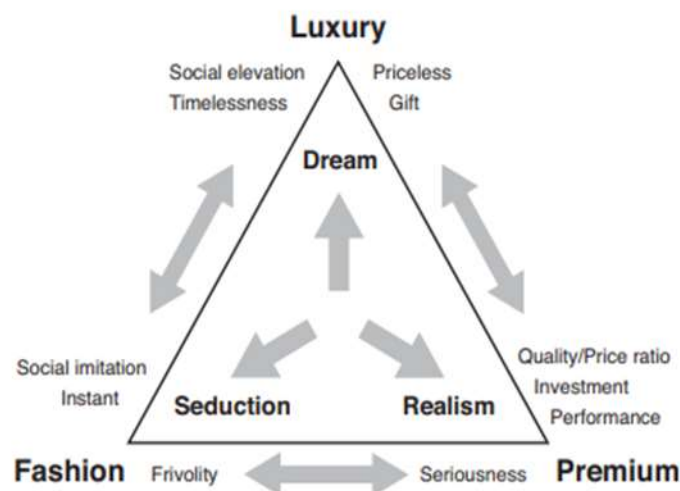 Luxury
Social elevation Priceless
Timelessness Gift
Dream
Social imitation Quality/Price ratio
Instant Investment
Seduction Realism Performance
Fashion Frivolity Seriousness Premium